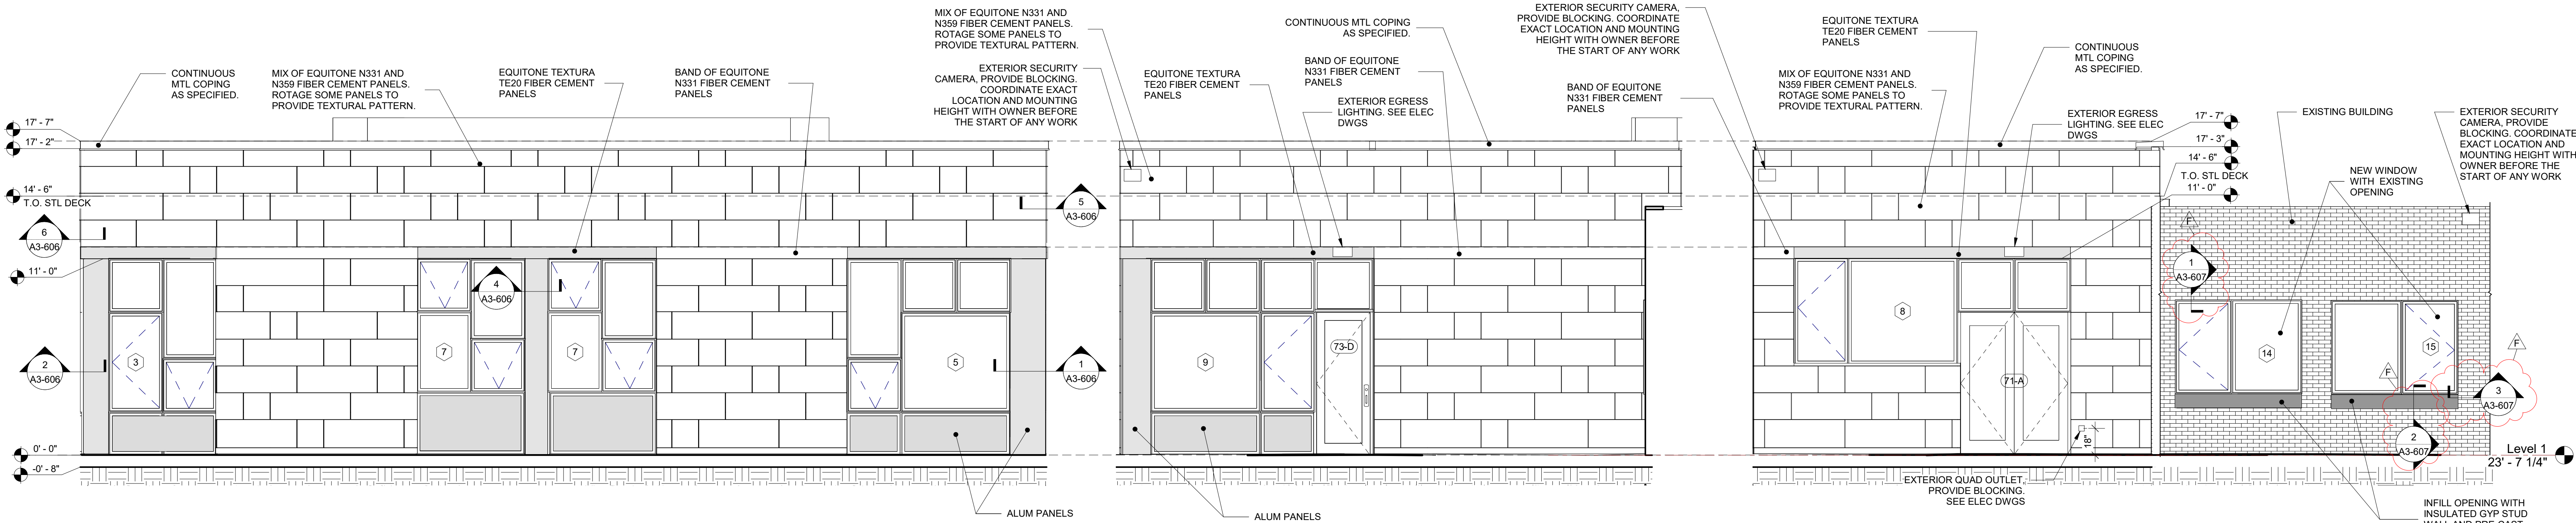 CONTINUOUS
MTL COPING
AS SPECIFIED.
MIX OF EQUITONE N331 AND
N359 FIBER CEMENT PANELS.
ROTAGE SOME PANELS TO
PROVIDE TEXTURAL PATTERN.
EQUITONE TEXTURA
TE20 FIBER CEMENT
PANELS
BAND OF EQUITONE
N331 FIBER CEMENT
PANELS
MIX OF EQUITONE N331 AND
N359 FIBER CEMENT PANELS.
ROTAGE SOME PANELS TO
PROVIDE TEXTURAL PATTERN.
EXTERIOR SECURITY
CAMERA, PROVIDE BLOCKING.
COORDINATE EXACT
LOCATION AND MOUNTING
HEIGHT WITH OWNER BEFORE
THE START OF ANY WORK
EQUITONE TEXTURA
TE20 FIBER CEMENT
PANELS
CONTINUOUS MTL COPING
AS SPECIFIED.
BAND OF EQUITONE
N331 FIBER CEMENT
PANELS
EXTERIOR EGRESS
LIGHTING. SEE ELEC
DWGS
EXTERIOR SECURITY CAMERA,
PROVIDE BLOCKING. COORDINATE
EXACT LOCATION AND MOUNTING
HEIGHT WITH OWNER BEFORE
THE START OF ANY WORK
BAND OF EQUITONE
N331 FIBER CEMENT
PANELS
EQUITONE TEXTURA
TE20 FIBER CEMENT
PANELS
MIX OF EQUITONE N331 AND
N359 FIBER CEMENT PANELS.
ROTAGE SOME PANELS TO
PROVIDE TEXTURAL PATTERN.
CONTINUOUS
MTL COPING
AS SPECIFIED.
EXTERIOR EGRESS
LIGHTING. SEE ELEC
DWGS
EXISTING BUILDING
NEW WINDOW
WITH EXISTING
OPENING
EXTERIOR SECURITY
CAMERA, PROVIDE
BLOCKING. COORDINATE
EXACT LOCATION AND
MOUNTING HEIGHT WITH
OWNER BEFORE THE
START OF ANY WORK
17' - 7"
17' - 2"
14' - 6"
T.O. STL DECK
11' - 0"
0' - 0"
-0' - 8"
6
A3-606
2
A3-606
3
7
4
A3-606
7
5
5
A3-606
1
A3-606
ALUM PANELS
9
73-D
ALUM PANELS
8
71-A
18"
EXTERIOR QUAD OUTLET,
PROVIDE BLOCKING.
SEE ELEC DWGS
17' - 7"
17' - 3"
14' - 6"
T.O. STL DECK
11' - 0"
F
1
A3-607
14
15
F
F
3
A3-607
2
A3-607
Level 1
23' - 7 1/4"
INFILL OPENING WITH
INSULATED GYP STUD
WALL AND PRE-CAST